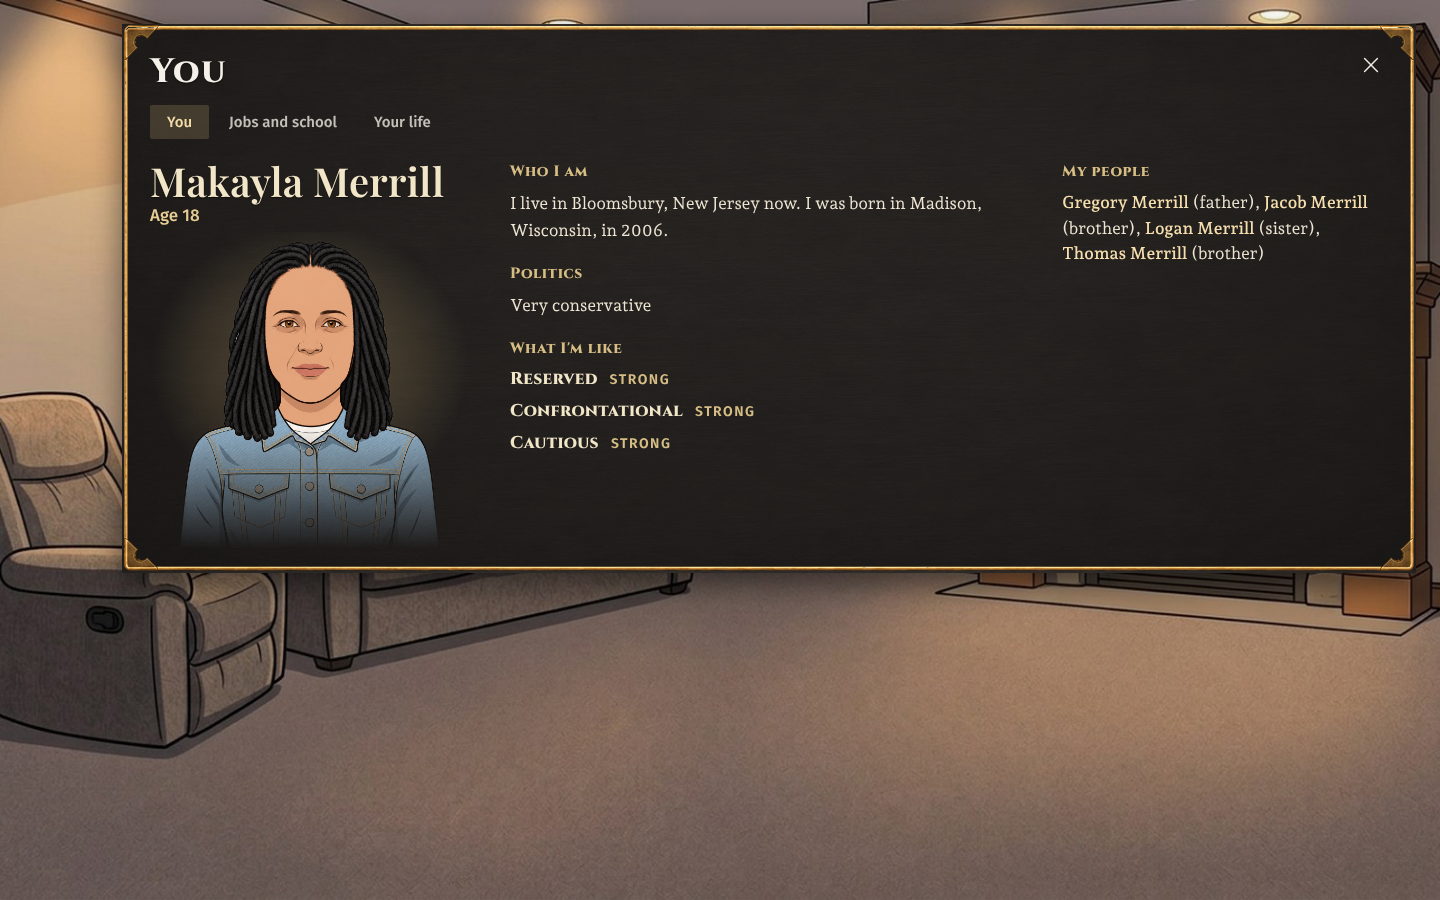 You
You
Jobs and school
Your life
Makayla Merrill
Age 18
Who I am
I live in Bloomsbury, New Jersey now. I was born in Madison,
Wisconsin, in 2006.
Politics
Very conservative
What I'm like
Reserved STRONG
Confrontational STRONG
Cautious STRONG
My people
Gregory Merrill (father), Jacob Merrill
(brother), Logan Merrill (sister),
Thomas Merrill (brother)